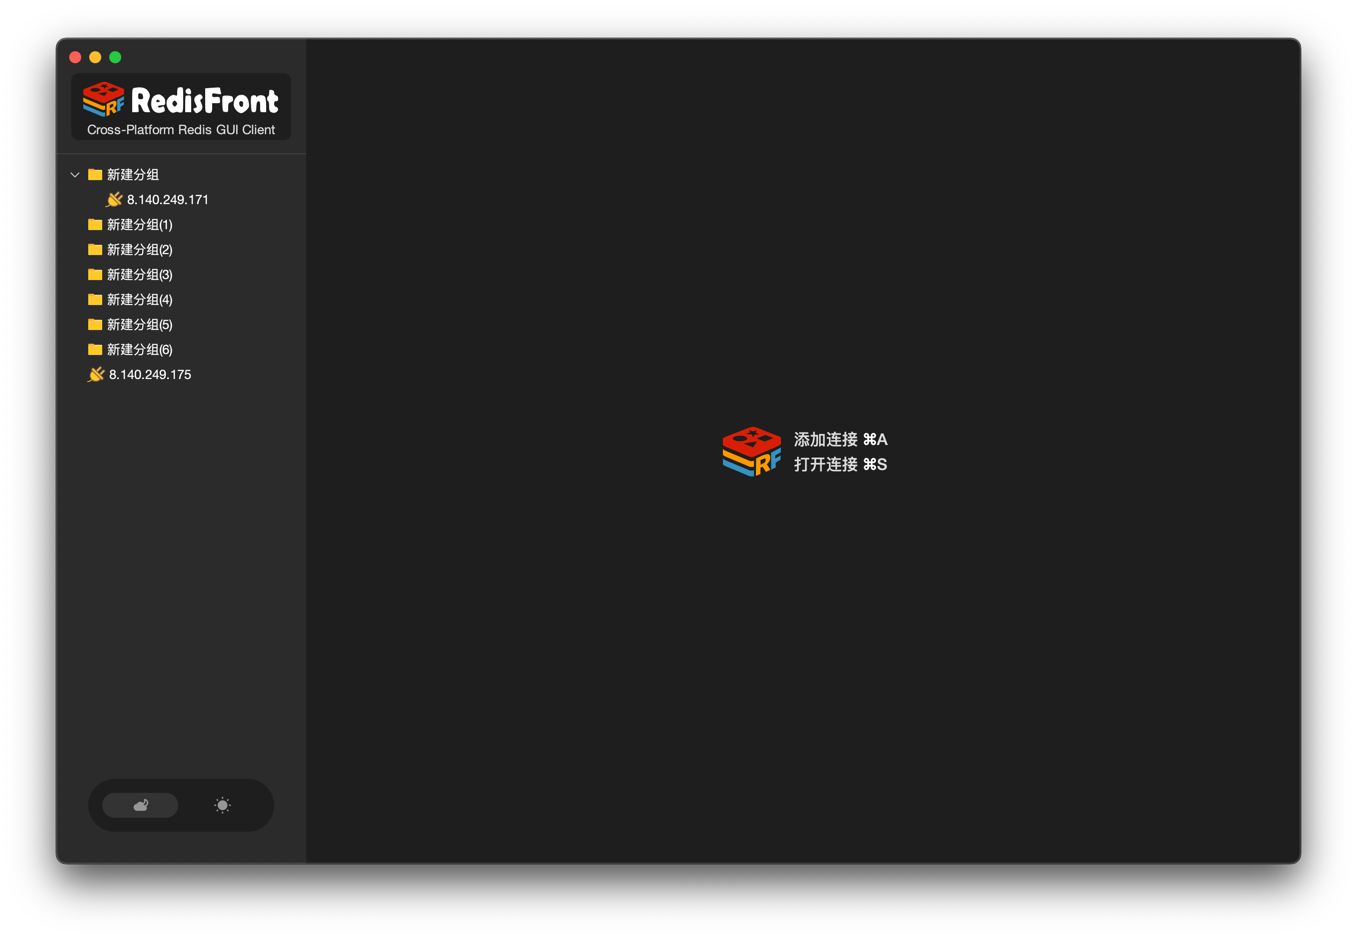 RedisFront
Cross-Platform Redis GUI Client
新建分组
8.140.249.171
新建分组(1)
新建分组(2)
新建分组(3)
新建分组(4)
新建分组(5)
新建分组(6)
8.140.249.175
RF
添加连接 ⌘A
打开连接 ⌘S